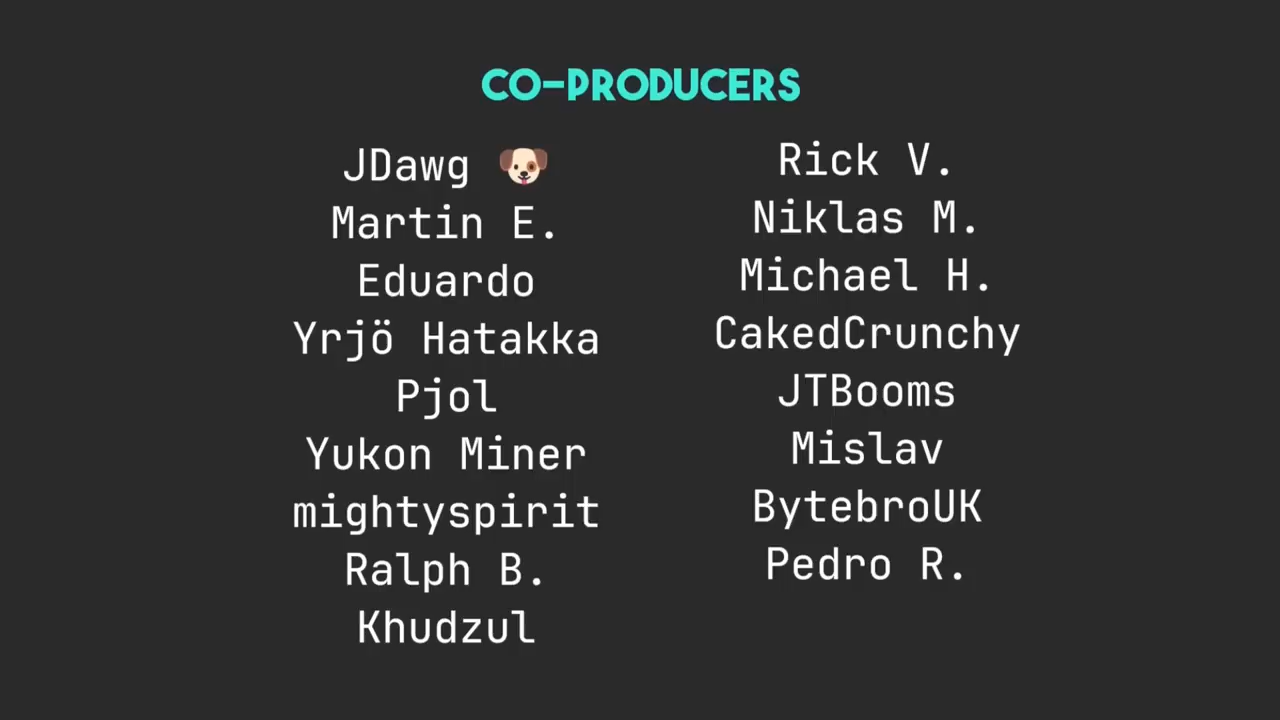 CO-PRODUCERS
JDawg 🐶
Martin E.
Eduardo
Yrjö Hatakka
Pjol
Yukon Miner
mightyspirit
Ralph B.
Khudzul
Rick V.
Niklas M.
Michael H.
CakedCrunchy
JTBooms
Mislav
BytebroUK
Pedro R.